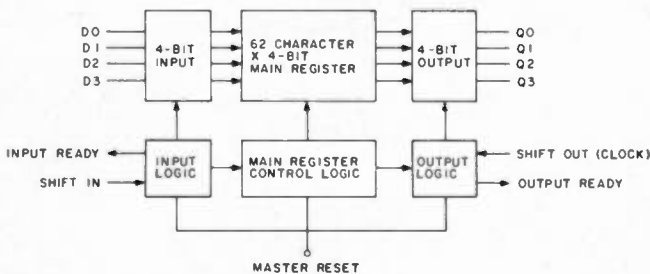 D0
D1
D2
D3
4-BIT
INPUT
62 CHARACTER
X 4-BIT
MAIN REGISTER
4-BIT
OUTPUT
Q0
Q1
Q2
Q3
INPUT READY
SHIFT IN
INPUT
LOGIC
MAIN REGISTER
CONTROL LOGIC
OUTPUT
LOGIC
SHIFT OUT (CLOCK)
OUTPUT READY
MASTER RESET